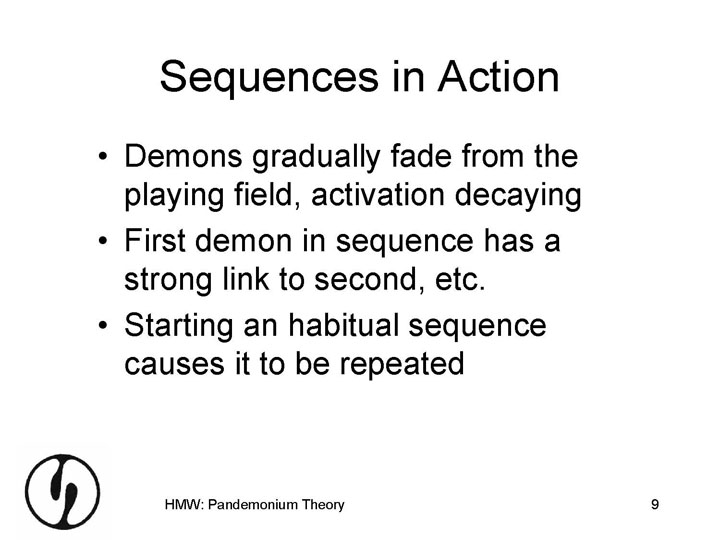 Sequences in Action
• Demons gradually fade from the
playing field, activation decaying
• First demon in sequence has a
strong link to second, etc.
• Starting an habitual sequence
causes it to be repeated
HMW: Pandemonium Theory
9